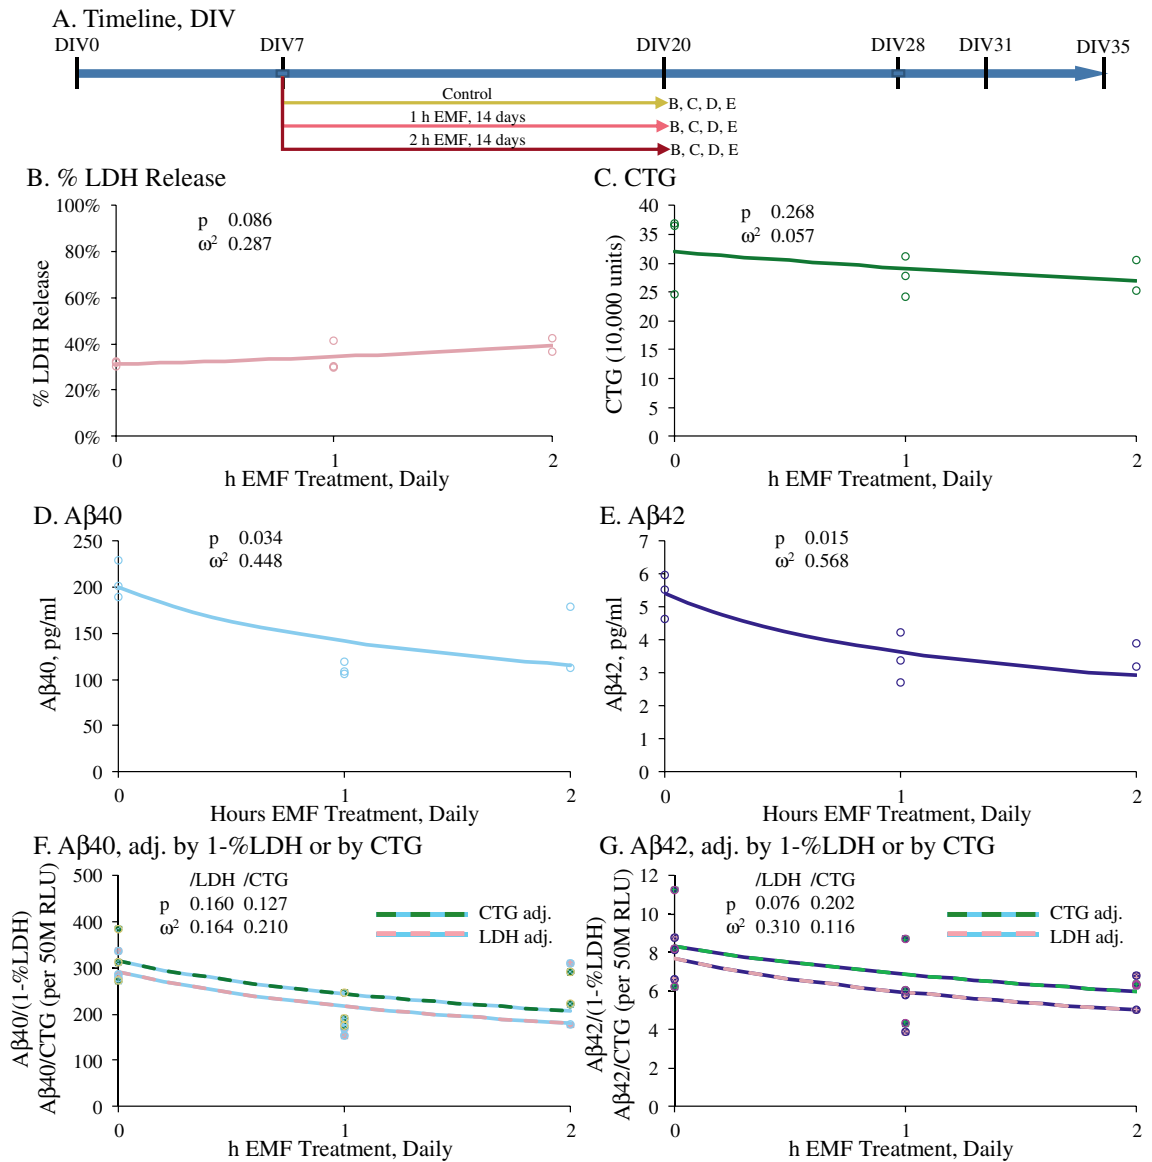 A. Timeline, DIV
DIV0 DIV7 DIV20 DIV28 DIV31 DIV35
Control B, C, D, E
1 h EMF, 14 days B, C, D, E
2 h EMF, 14 days B, C, D, E
B. % LDH Release
p 0.086
ω² 0.287
100%
80%
60%
40%
20%
0%
% LDH Release
0 1 2
h EMF Treatment, Daily
C. CTG
p 0.268
ω² 0.057
40
35
30
25
20
15
10
5
0
CTG (10,000 units)
0 1 2
h EMF Treatment, Daily
D. Aβ40
p 0.034
ω² 0.448
250
200
150
100
50
0
Aβ40, pg/ml
0 1 2
Hours EMF Treatment, Daily
E. Aβ42
p 0.015
ω² 0.568
7
6
5
4
3
2
1
0
Aβ42, pg/ml
0 1 2
Hours EMF Treatment, Daily
F. Aβ40, adj. by 1-%LDH or by CTG
/LDH /CTG
p 0.160 0.127
ω² 0.164 0.210
CTG adj.
LDH adj.
500
400
300
200
100
0
Aβ40/(1-%LDH)
Aβ40/CTG (per 50M RLU)
0 1 2
h EMF Treatment, Daily
G. Aβ42, adj. by 1-%LDH or by CTG
/LDH /CTG
p 0.076 0.202
ω² 0.310 0.116
CTG adj.
LDH adj.
12
10
8
6
4
2
0
Aβ42/(1-%LDH)
Aβ42/CTG (per 50M RLU)
0 1 2
h EMF Treatment, Daily